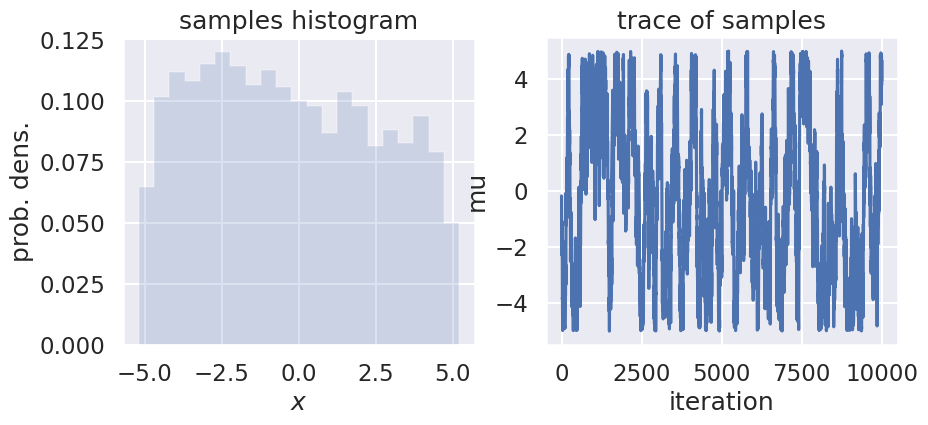 samples histogram
0.125
0.100
0.075
0.050
0.025
0.000
prob. dens.
−5.0 −2.5 0.0 2.5 5.0
x
trace of samples
4
2
0
−2
−4
mu
0 2500 5000 7500 10000
iteration